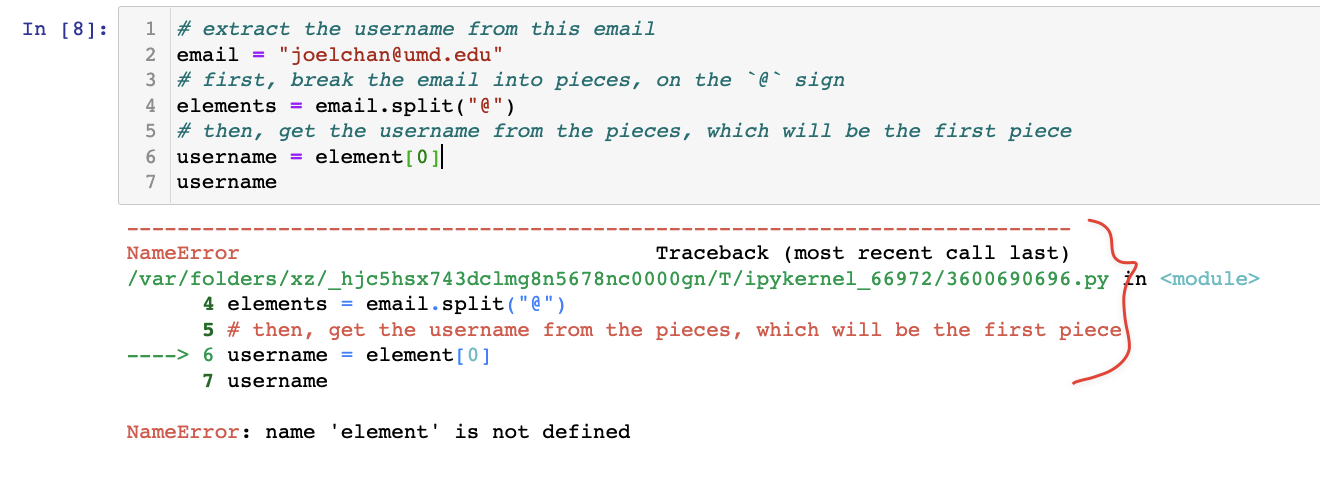 In [8]:
1 # extract the username from this email
2 email = "joelchan@umd.edu"
3 # first, break the email into pieces, on the `@` sign
4 elements = email.split("@")
5 # then, get the username from the pieces, which will be the first piece
6 username = element[0]
7 username
---------------------------------------------------------------------------
NameError                                 Traceback (most recent call last)
/var/folders/xz/_hjc5hsx743dclmg8n5678nc0000gn/T/ipykernel_66972/3600690696.py in <module>
      4 elements = email.split("@")
      5 # then, get the username from the pieces, which will be the first piece
----> 6 username = element[0]
      7 username
NameError: name 'element' is not defined